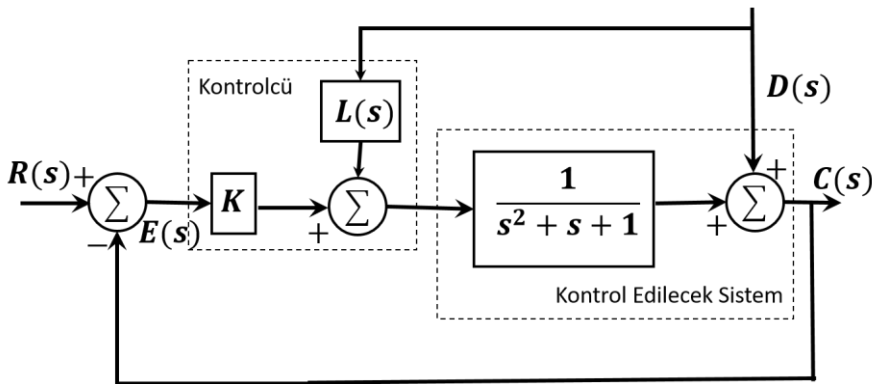 Kontrolcü
D(s)
L(s)
R(s) +
∑
−
E(s)
K
+
∑
1
s² + s + 1
+
+
∑
C(s)
Kontrol Edilecek Sistem